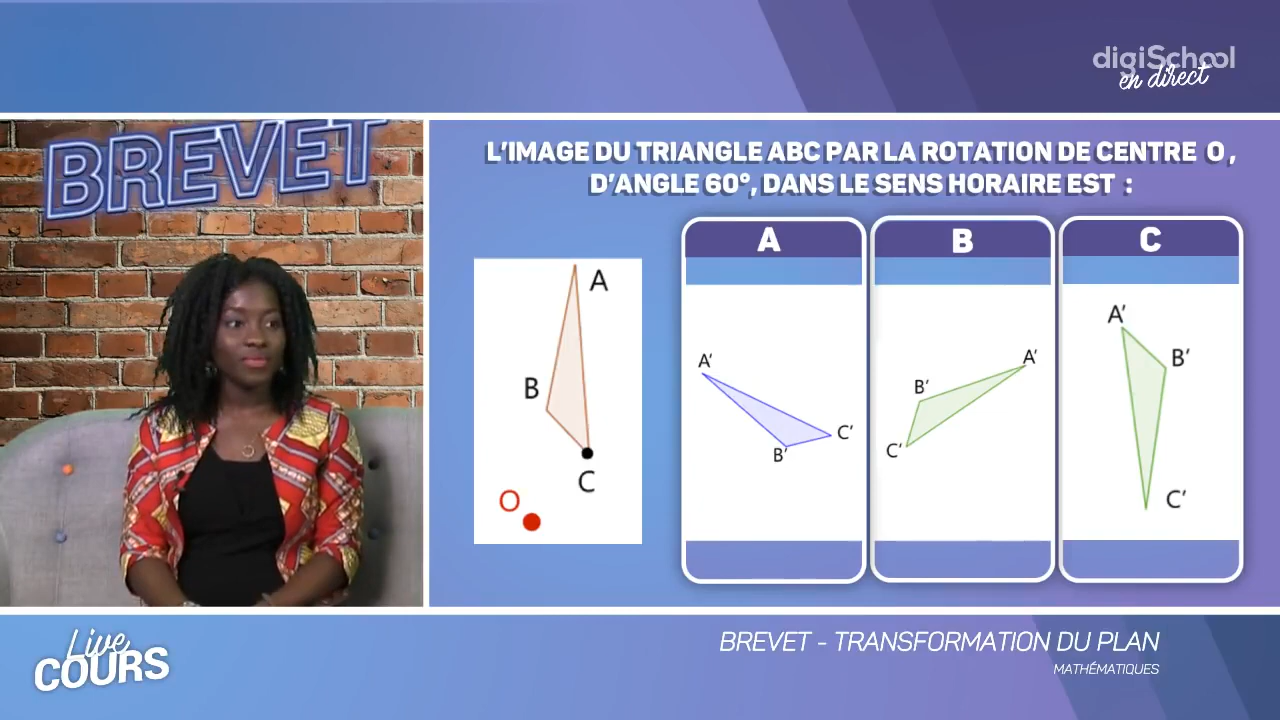 digiSchool
en direct
BREVET
L'IMAGE DU TRIANGLE ABC PAR LA ROTATION DE CENTRE O,
D'ANGLE 60°, DANS LE SENS HORAIRE EST :
A
B
C
A
B
C
O
A'
B'
C'
A'
B'
C'
A'
B'
C'
Live
COURS
BREVET - TRANSFORMATION DU PLAN
MATHÉMATIQUES